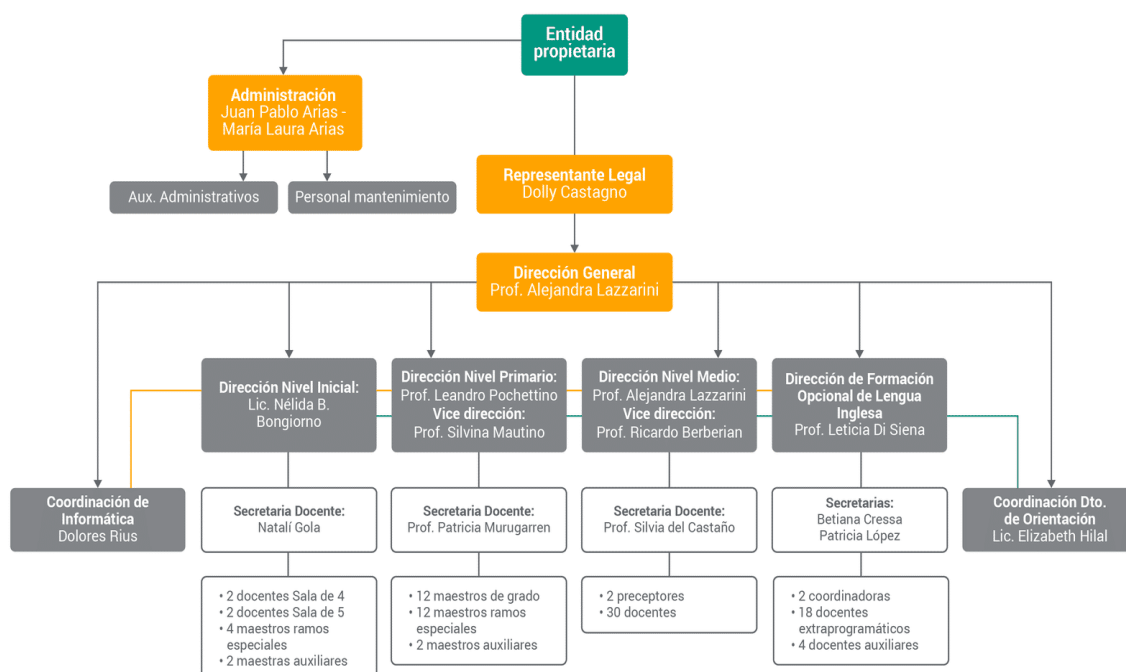 Entidad
propietaria
Administración
Juan Pablo Arias -
María Laura Arias
Aux. Administrativos
Personal mantenimiento
Representante Legal
Dolly Castagno
Dirección General
Prof. Alejandra Lazzarini
Dirección Nivel Inicial:
Lic. Nélida B.
Bongiorno
Dirección Nivel Primario:
Prof. Leandro Pochettino
Vice dirección:
Prof. Silvina Mautino
Dirección Nivel Medio:
Prof. Alejandra Lazzarini
Vice dirección:
Prof. Ricardo Berberian
Dirección de Formación
Opcional de Lengua
Inglesa
Prof. Leticia Di Siena
Coordinación de
Informática
Dolores Rius
Secretaria Docente:
Natalí Gola
Secretaria Docente:
Prof. Patricia Murugarren
Secretaria Docente:
Prof. Silvia del Castaño
Secretarias:
Betiana Cressa
Patricia López
Coordinación Dto.
de Orientación
Lic. Elizabeth Hilal
• 2 docentes Sala de 4
• 2 docentes Sala de 5
• 4 maestros ramos
especiales
• 2 maestras auxiliares
• 12 maestros de grado
• 12 maestros ramos
especiales
• 2 maestros auxiliares
• 2 preceptores
• 30 docentes
• 2 coordinadoras
• 18 docentes
extraprogramáticos
• 4 docentes auxiliares